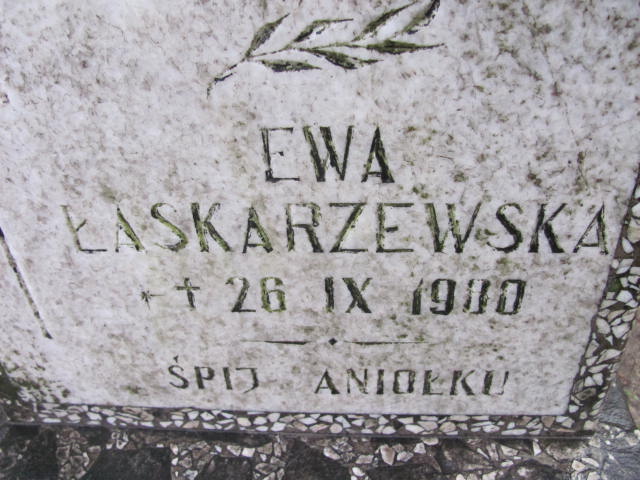 EWA
ŁASKARZEWSKA
*† 26 IX 1980
ŚPIJ ANIOŁKU